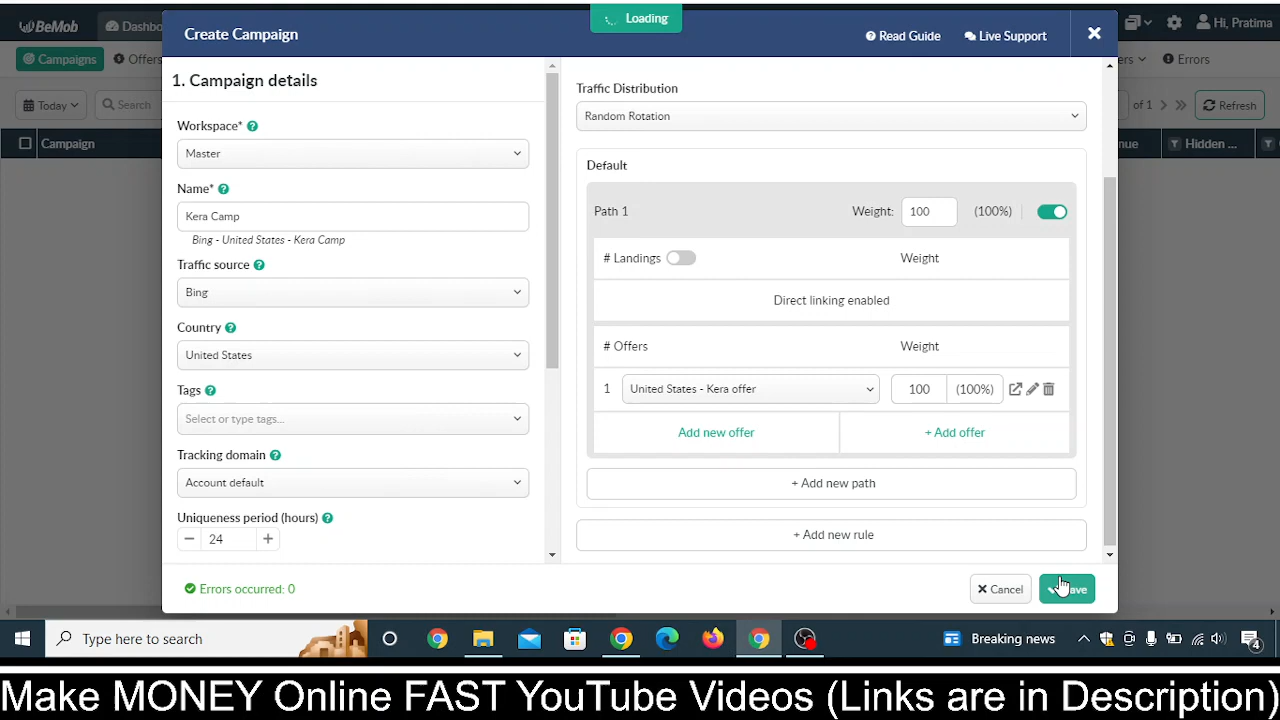 BeMob
Dashbo
Loading
Hi, Pratima
Create Campaign
Read Guide
Live Support
Campaigns
Offers
ers
Errors
Today
Search
of 1
Refresh
Campaign
nue
Hidden ...
1. Campaign details
Workspace*
Master
Name*
Kera Camp
Bing - United States - Kera Camp
Traffic source
Bing
Country
United States
Tags
Select or type tags...
Tracking domain
Account default
Uniqueness period (hours)
24
Traffic Distribution
Random Rotation
Default
Path 1
Weight: 100 (100%)
# Landings
Weight
Direct linking enabled
# Offers
Weight
1 United States - Kera offer 100 (100%)
Add new offer
+ Add offer
+ Add new path
+ Add new rule
Errors occurred: 0
Cancel
ave
Type here to search
Breaking news
4
Make MONEY Online FAST YouTube Videos (Links are in Description)